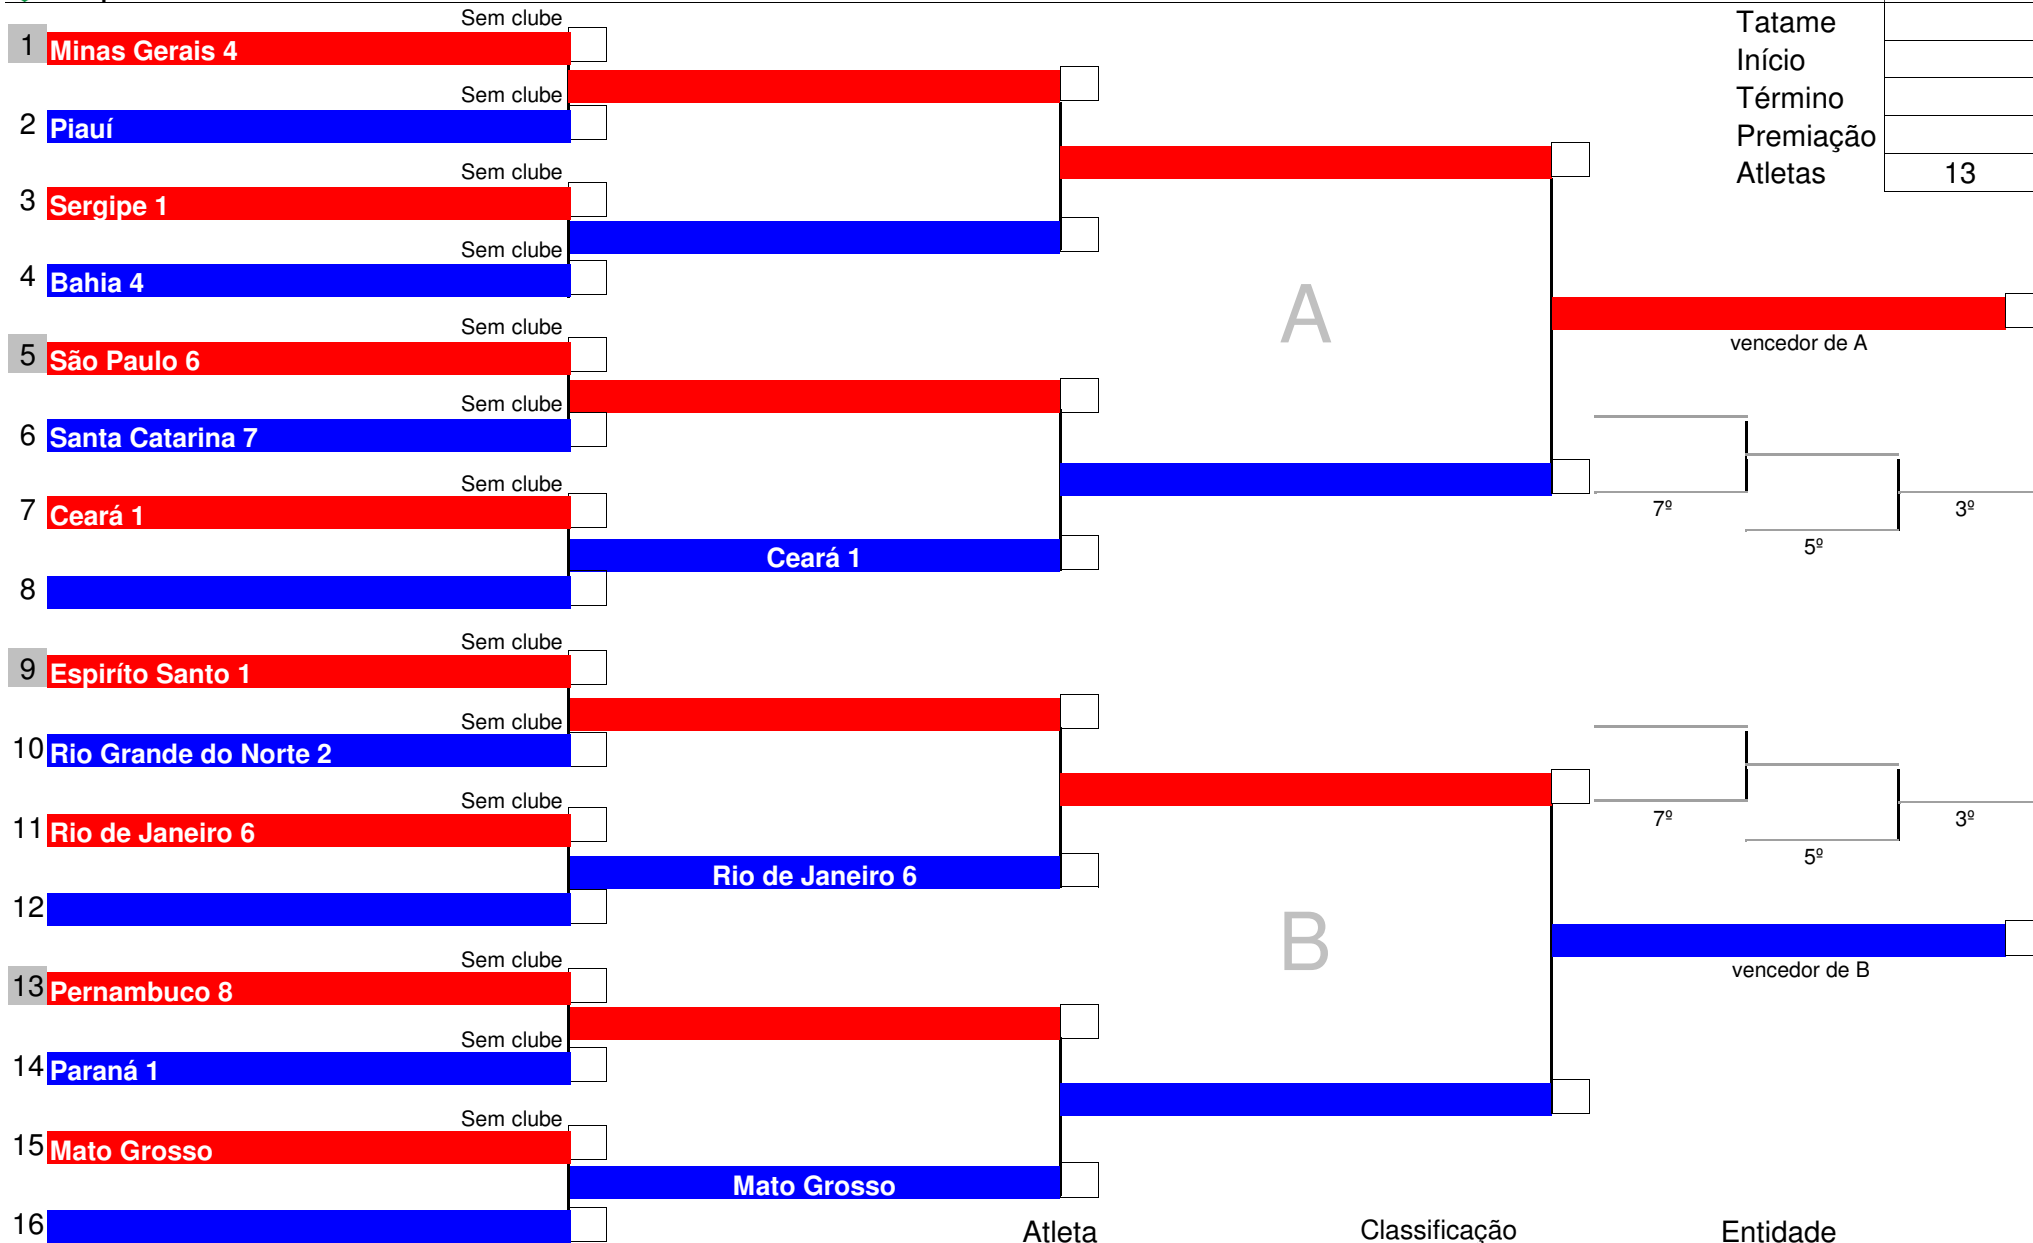 Sem clube
1 Minas Gerais 4
Sem clube
2 Piauí
Sem clube
3 Sergipe 1
Sem clube
4 Bahia 4
Sem clube
5 São Paulo 6
Sem clube
6 Santa Catarina 7
Sem clube
7 Ceará 1
Ceará 1
8
Sem clube
9 Espiríto Santo 1
Sem clube
10 Rio Grande do Norte 2
Sem clube
11 Rio de Janeiro 6
Rio de Janeiro 6
12
Sem clube
13 Pernambuco 8
Sem clube
14 Paraná 1
Sem clube
15 Mato Grosso
Mato Grosso
16
A
B
Tatame
Início
Término
Premiação
Atletas 13
vencedor de A
7º
3º
5º
7º
3º
5º
vencedor de B
Atleta Classificação Entidade